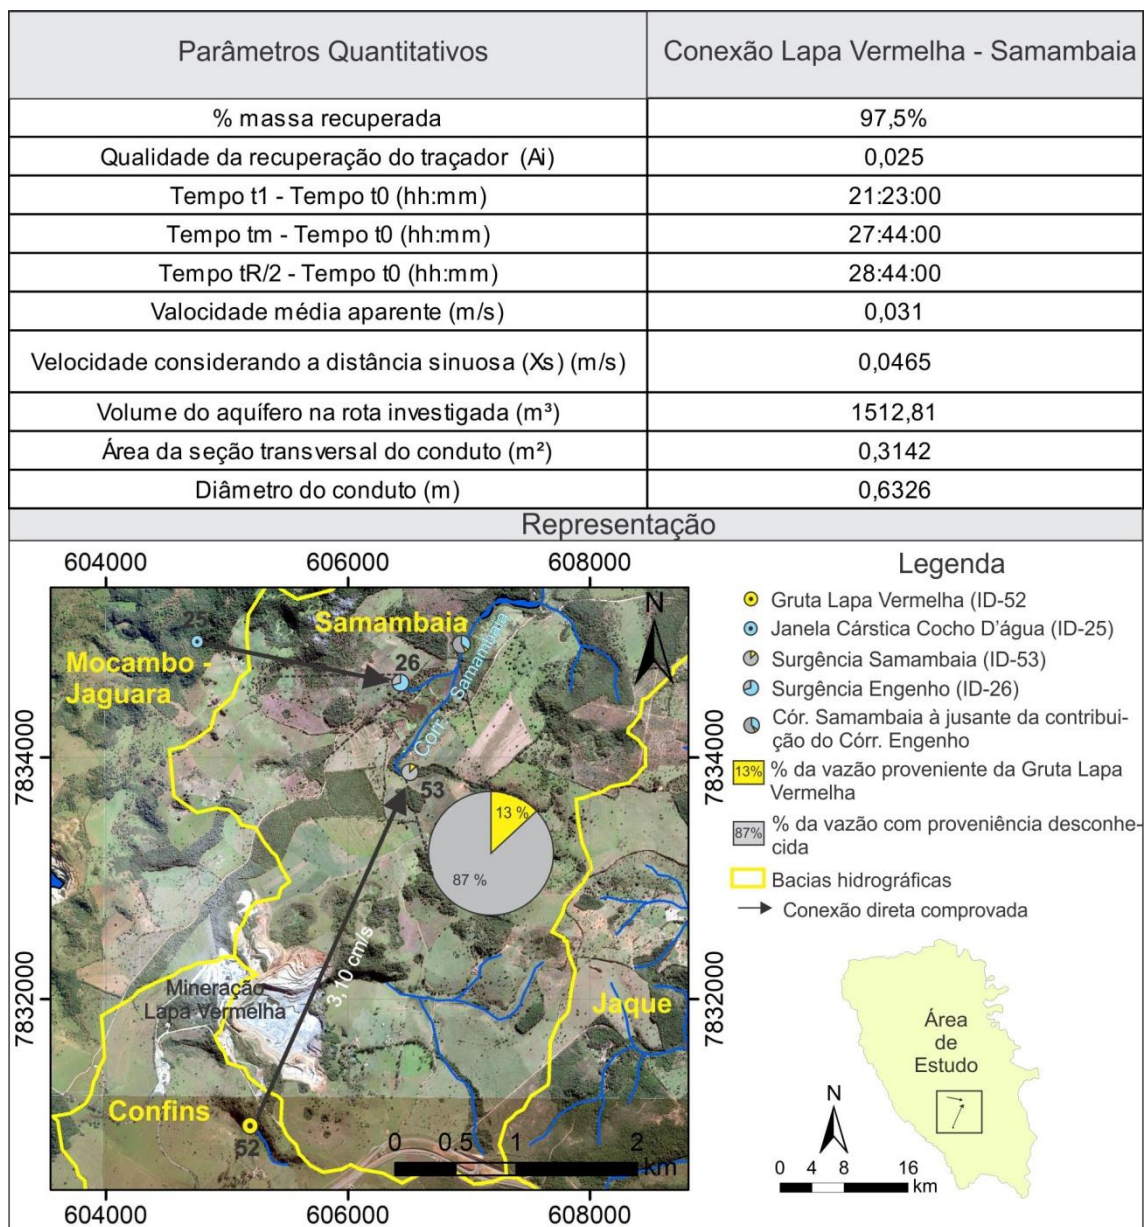 Parâmetros Quantitativos
Conexão Lapa Vermelha - Samambaia
% massa recuperada
97,5%
Qualidade da recuperação do traçador (Ai)
0,025
Tempo t1 - Tempo t0 (hh:mm)
21:23:00
Tempo tm - Tempo t0 (hh:mm)
27:44:00
Tempo tR/2 - Tempo t0 (hh:mm)
28:44:00
Valocidade média aparente (m/s)
0,031
Velocidade considerando a distância sinuosa (Xs) (m/s)
0,0465
Volume do aquífero na rota investigada (m³)
1512,81
Área da seção transversal do conduto (m²)
0,3142
Diâmetro do conduto (m)
0,6326
Representação
604000
606000
608000
N
25
Samambaia
Mocambo -
Jaguara
26
Corr. Samambaia
7834000
7834000
53
13 %
87 %
3,10 cm/s
Mineração
Lapa Vermelha
7832000
Jaque
7832000
Confins
52
0 0.5 1 2
km
604000
606000
608000
Legenda
Gruta Lapa Vermelha (ID-52
Janela Cárstica Cocho D'água (ID-25)
Surgência Samambaia (ID-53)
Surgência Engenho (ID-26)
Cór. Samambaia à jusante da contribui-
ção do Córr. Engenho
13% % da vazão proveniente da Gruta Lapa
Vermelha
87% % da vazão com proveniência desconhe-
cida
Bacias hidrográficas
Conexão direta comprovada
Área
de
Estudo
N
0 4 8 16
km